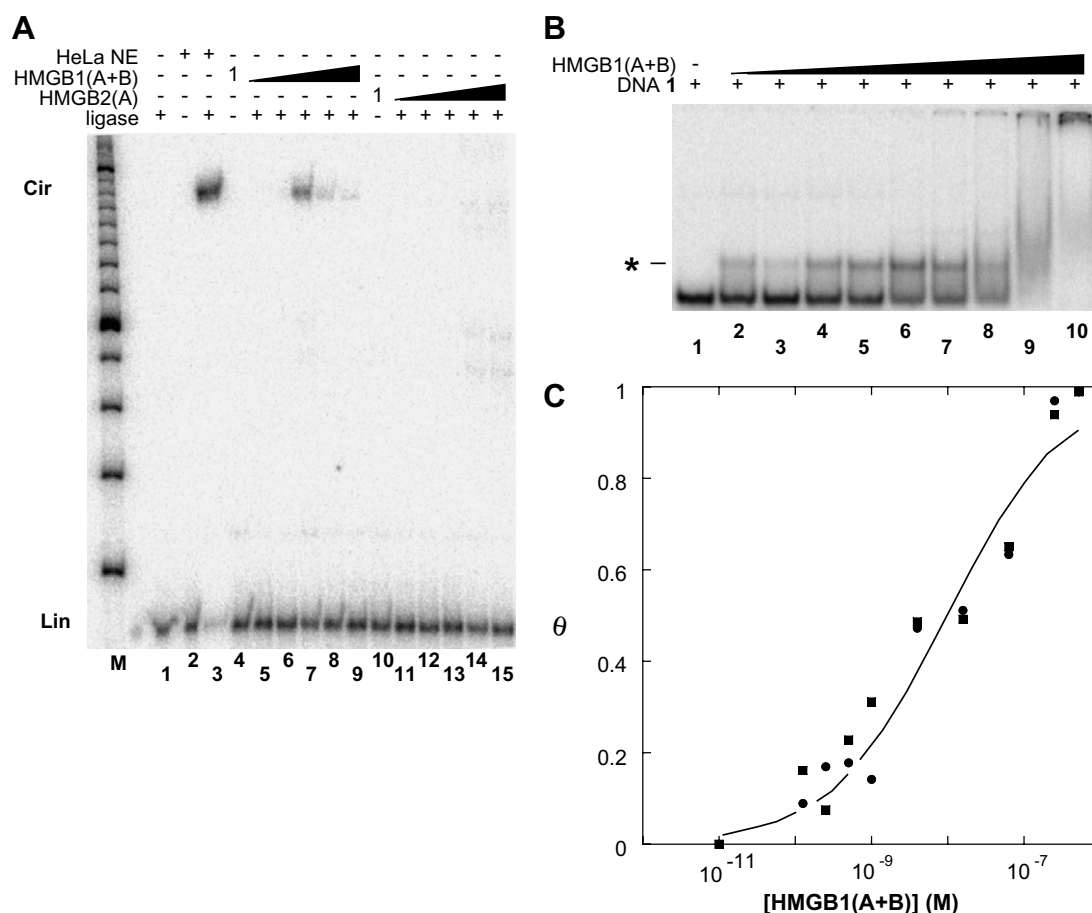 A
HeLa NE - + + - - - - - - - - - - - -
HMGB1(A+B) - - - 1 - - - - - -
HMGB2(A) - - - - - - - - - 1
ligase + - + - + + + + + - + + + + +
Cir
Lin
M 1 2 3 4 5 6 7 8 9 10 11 12 13 14 15
B
HMGB1(A+B) -
DNA 1 + + + + + + + + + +
* –
1 2 3 4 5 6 7 8 9 10
C
1
0.8
0.6
θ
0.4
0.2
0
10-11 10-9 10-7
[HMGB1(A+B)] (M)